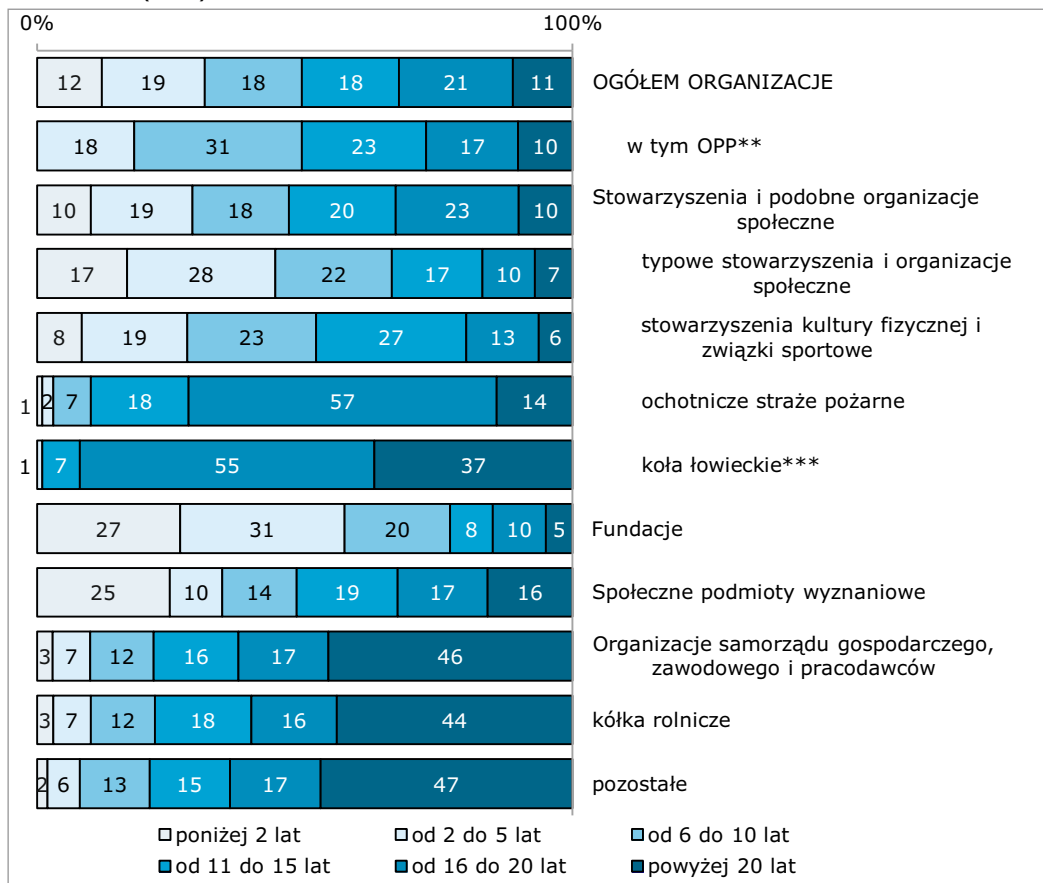 0% 100%
12 19 18 18 21 11 OGÓŁEM ORGANIZACJE
18 31 23 17 10 w tym OPP**
10 19 18 20 23 10 Stowarzyszenia i podobne organizacje
społeczne
17 28 22 17 10 7 typowe stowarzyszenia i organizacje
społeczne
8 19 23 27 13 6 stowarzyszenia kultury fizycznej i
związki sportowe
1 2 7 18 57 14 ochotnicze straże pożarne
1 7 55 37 koła łowieckie***
27 31 20 8 10 5 Fundacje
25 10 14 19 17 16 Społeczne podmioty wyznaniowe
3 7 12 16 17 46 Organizacje samorządu gospodarczego,
zawodowego i pracodawców
3 7 12 18 16 44 kółka rolnicze
2 6 13 15 17 47 pozostałe
poniżej 2 lat od 2 do 5 lat od 6 do 10 lat
od 11 do 15 lat od 16 do 20 lat powyżej 20 lat